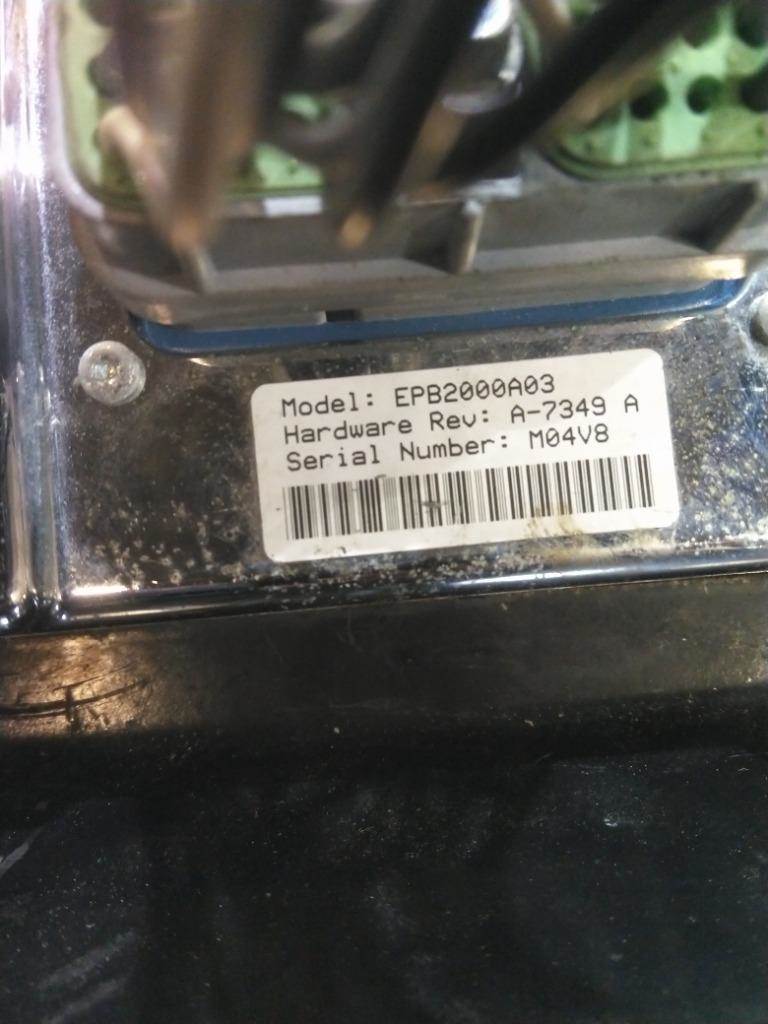 Model: EPB2000A03
Hardware Rev: A-7349 A
Serial Number: M04V8